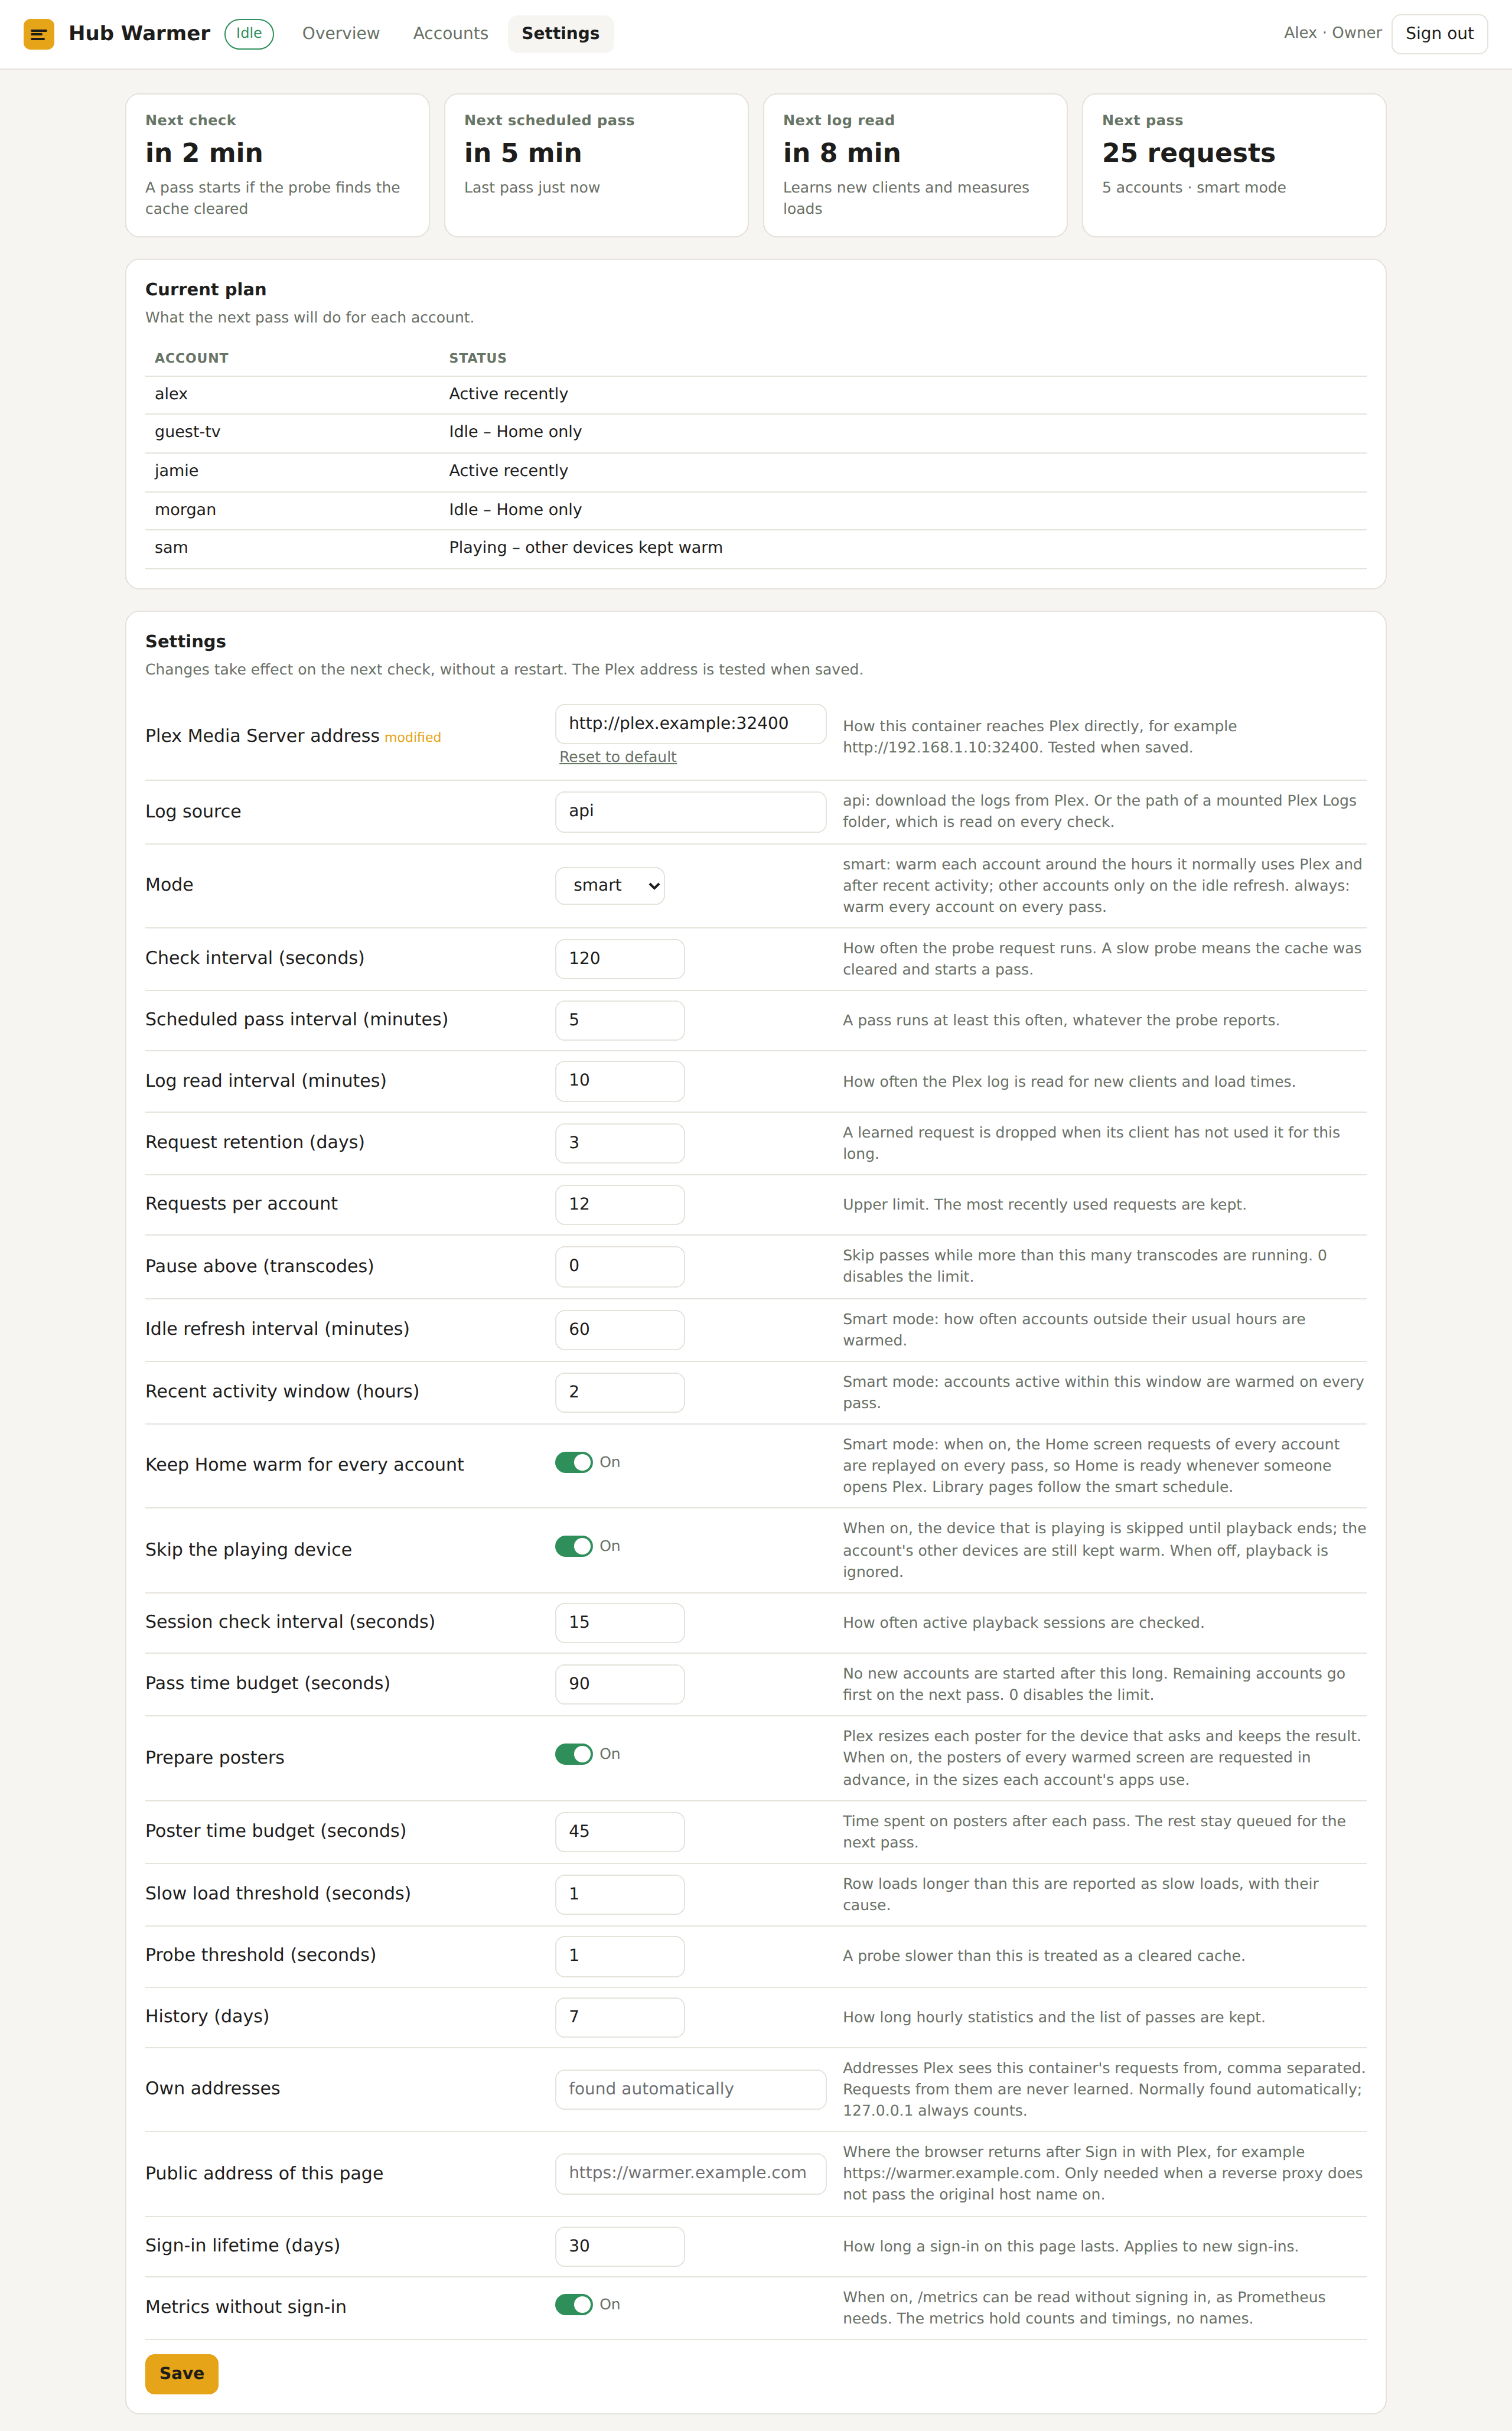 Hub Warmer Idle Overview Accounts Settings Alex · Owner Sign out
Next check
in 2 min
A pass starts if the probe finds the
cache cleared
Next scheduled pass
in 5 min
Last pass just now
Next log read
in 8 min
Learns new clients and measures
loads
Next pass
25 requests
5 accounts · smart mode
Current plan
What the next pass will do for each account.
ACCOUNT STATUS
alex Active recently
guest-tv Idle – Home only
jamie Active recently
morgan Idle – Home only
sam Playing – other devices kept warm
Settings
Changes take effect on the next check, without a restart. The Plex address is tested when saved.
Plex Media Server address modified
http://plex.example:32400
Reset to default
How this container reaches Plex directly, for example
http://192.168.1.10:32400. Tested when saved.
Log source
api
api: download the logs from Plex. Or the path of a mounted Plex Logs
folder, which is read on every check.
Mode
smart
smart: warm each account around the hours it normally uses Plex and
after recent activity; other accounts only on the idle refresh. always:
warm every account on every pass.
Check interval (seconds)
120
How often the probe request runs. A slow probe means the cache was
cleared and starts a pass.
Scheduled pass interval (minutes)
5
A pass runs at least this often, whatever the probe reports.
Log read interval (minutes)
10
How often the Plex log is read for new clients and load times.
Request retention (days)
3
A learned request is dropped when its client has not used it for this
long.
Requests per account
12
Upper limit. The most recently used requests are kept.
Pause above (transcodes)
0
Skip passes while more than this many transcodes are running. 0
disables the limit.
Idle refresh interval (minutes)
60
Smart mode: how often accounts outside their usual hours are
warmed.
Recent activity window (hours)
2
Smart mode: accounts active within this window are warmed on every
pass.
Keep Home warm for every account
On
Smart mode: when on, the Home screen requests of every account
are replayed on every pass, so Home is ready whenever someone
opens Plex. Library pages follow the smart schedule.
Skip the playing device
On
When on, the device that is playing is skipped until playback ends; the
account's other devices are still kept warm. When off, playback is
ignored.
Session check interval (seconds)
15
How often active playback sessions are checked.
Pass time budget (seconds)
90
No new accounts are started after this long. Remaining accounts go
first on the next pass. 0 disables the limit.
Prepare posters
On
Plex resizes each poster for the device that asks and keeps the result.
When on, the posters of every warmed screen are requested in
advance, in the sizes each account's apps use.
Poster time budget (seconds)
45
Time spent on posters after each pass. The rest stay queued for the
next pass.
Slow load threshold (seconds)
1
Row loads longer than this are reported as slow loads, with their
cause.
Probe threshold (seconds)
1
A probe slower than this is treated as a cleared cache.
History (days)
7
How long hourly statistics and the list of passes are kept.
Own addresses
found automatically
Addresses Plex sees this container's requests from, comma separated.
Requests from them are never learned. Normally found automatically;
127.0.0.1 always counts.
Public address of this page
https://warmer.example.com
Where the browser returns after Sign in with Plex, for example
https://warmer.example.com. Only needed when a reverse proxy does
not pass the original host name on.
Sign-in lifetime (days)
30
How long a sign-in on this page lasts. Applies to new sign-ins.
Metrics without sign-in
On
When on, /metrics can be read without signing in, as Prometheus
needs. The metrics hold counts and timings, no names.
Save